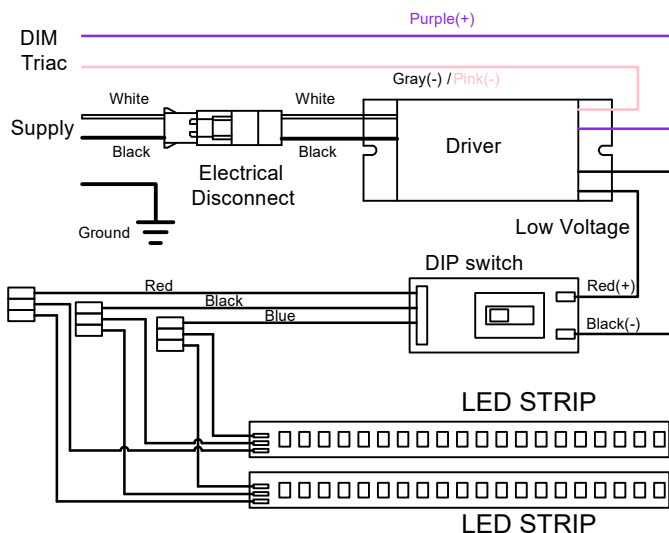 Purple(+)
DIM
Triac
Gray(-) /Pink(-)
White
White
Supply
Driver
Black
Black
Electrical
Disconnect
Ground
Low Voltage
DIP switch
Red
Red(+)
Black
Blue
Black(-)
LED STRIP
LED STRIP